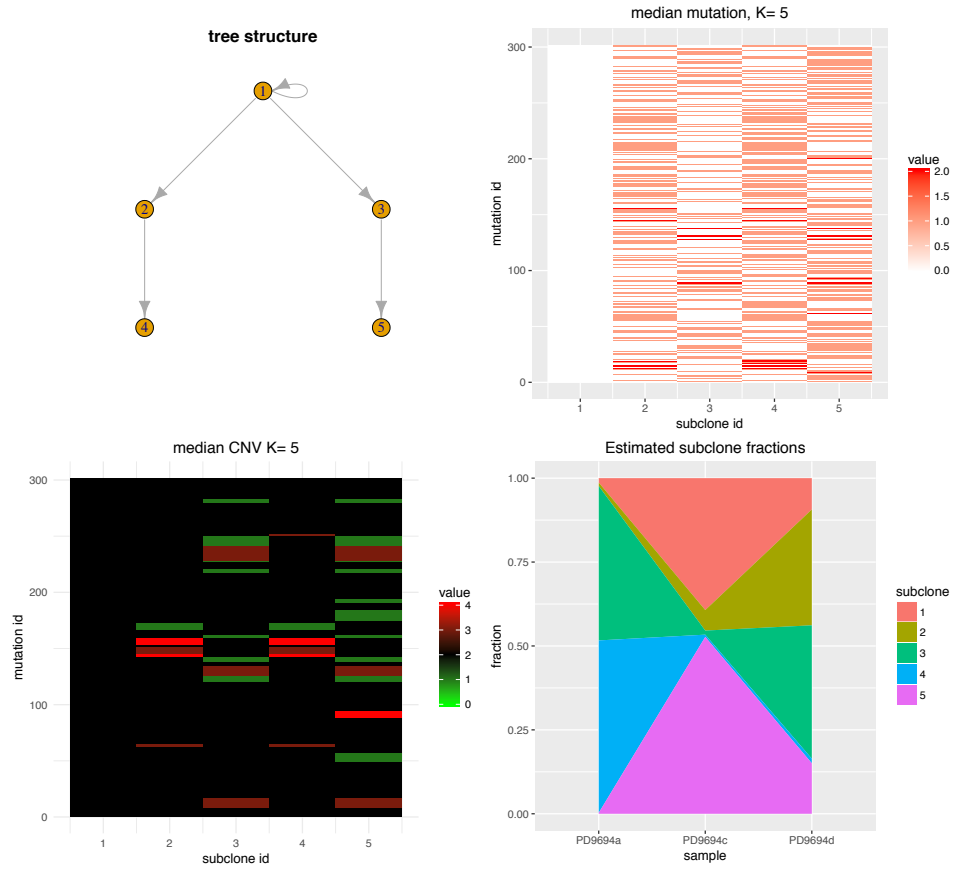 tree structure
1
2
3
4
5
median mutation, K= 5
mutation id
300
200
100
0
1 2 3 4 5
subclone id
value
2.0
1.5
1.0
0.5
0.0
median CNV K= 5
mutation id
300
200
100
0
1 2 3 4 5
subclone id
value
4
3
2
1
0
Estimated subclone fractions
fraction
1.00
0.75
0.50
0.25
0.00
PD9694a PD9694c PD9694d
sample
subclone
1
2
3
4
5